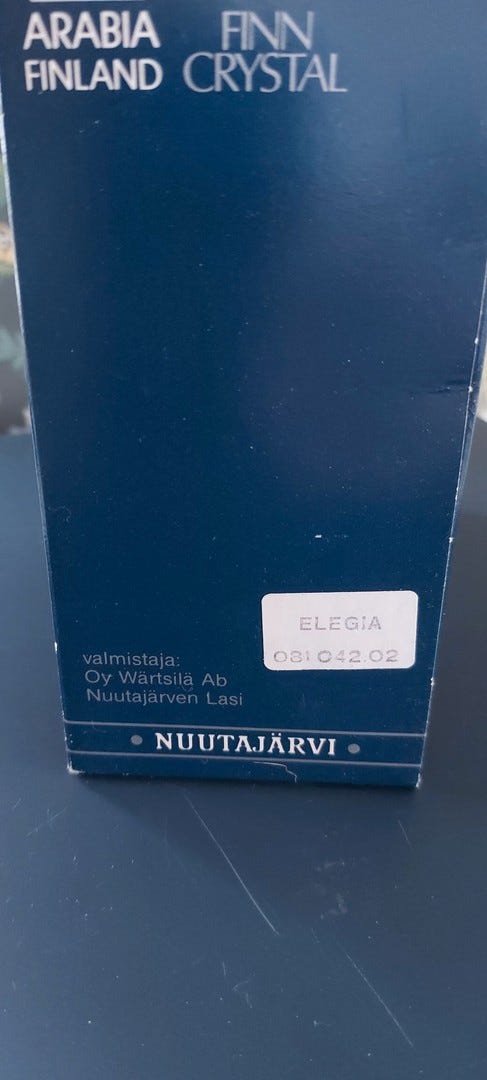 ARABIA
FINLAND
FINN
CRYSTAL
ELEGIA
081 042.02
valmistaja:
Oy Wärtsilä Ab
Nuutajärven Lasi
• NUUTAJÄRVI •